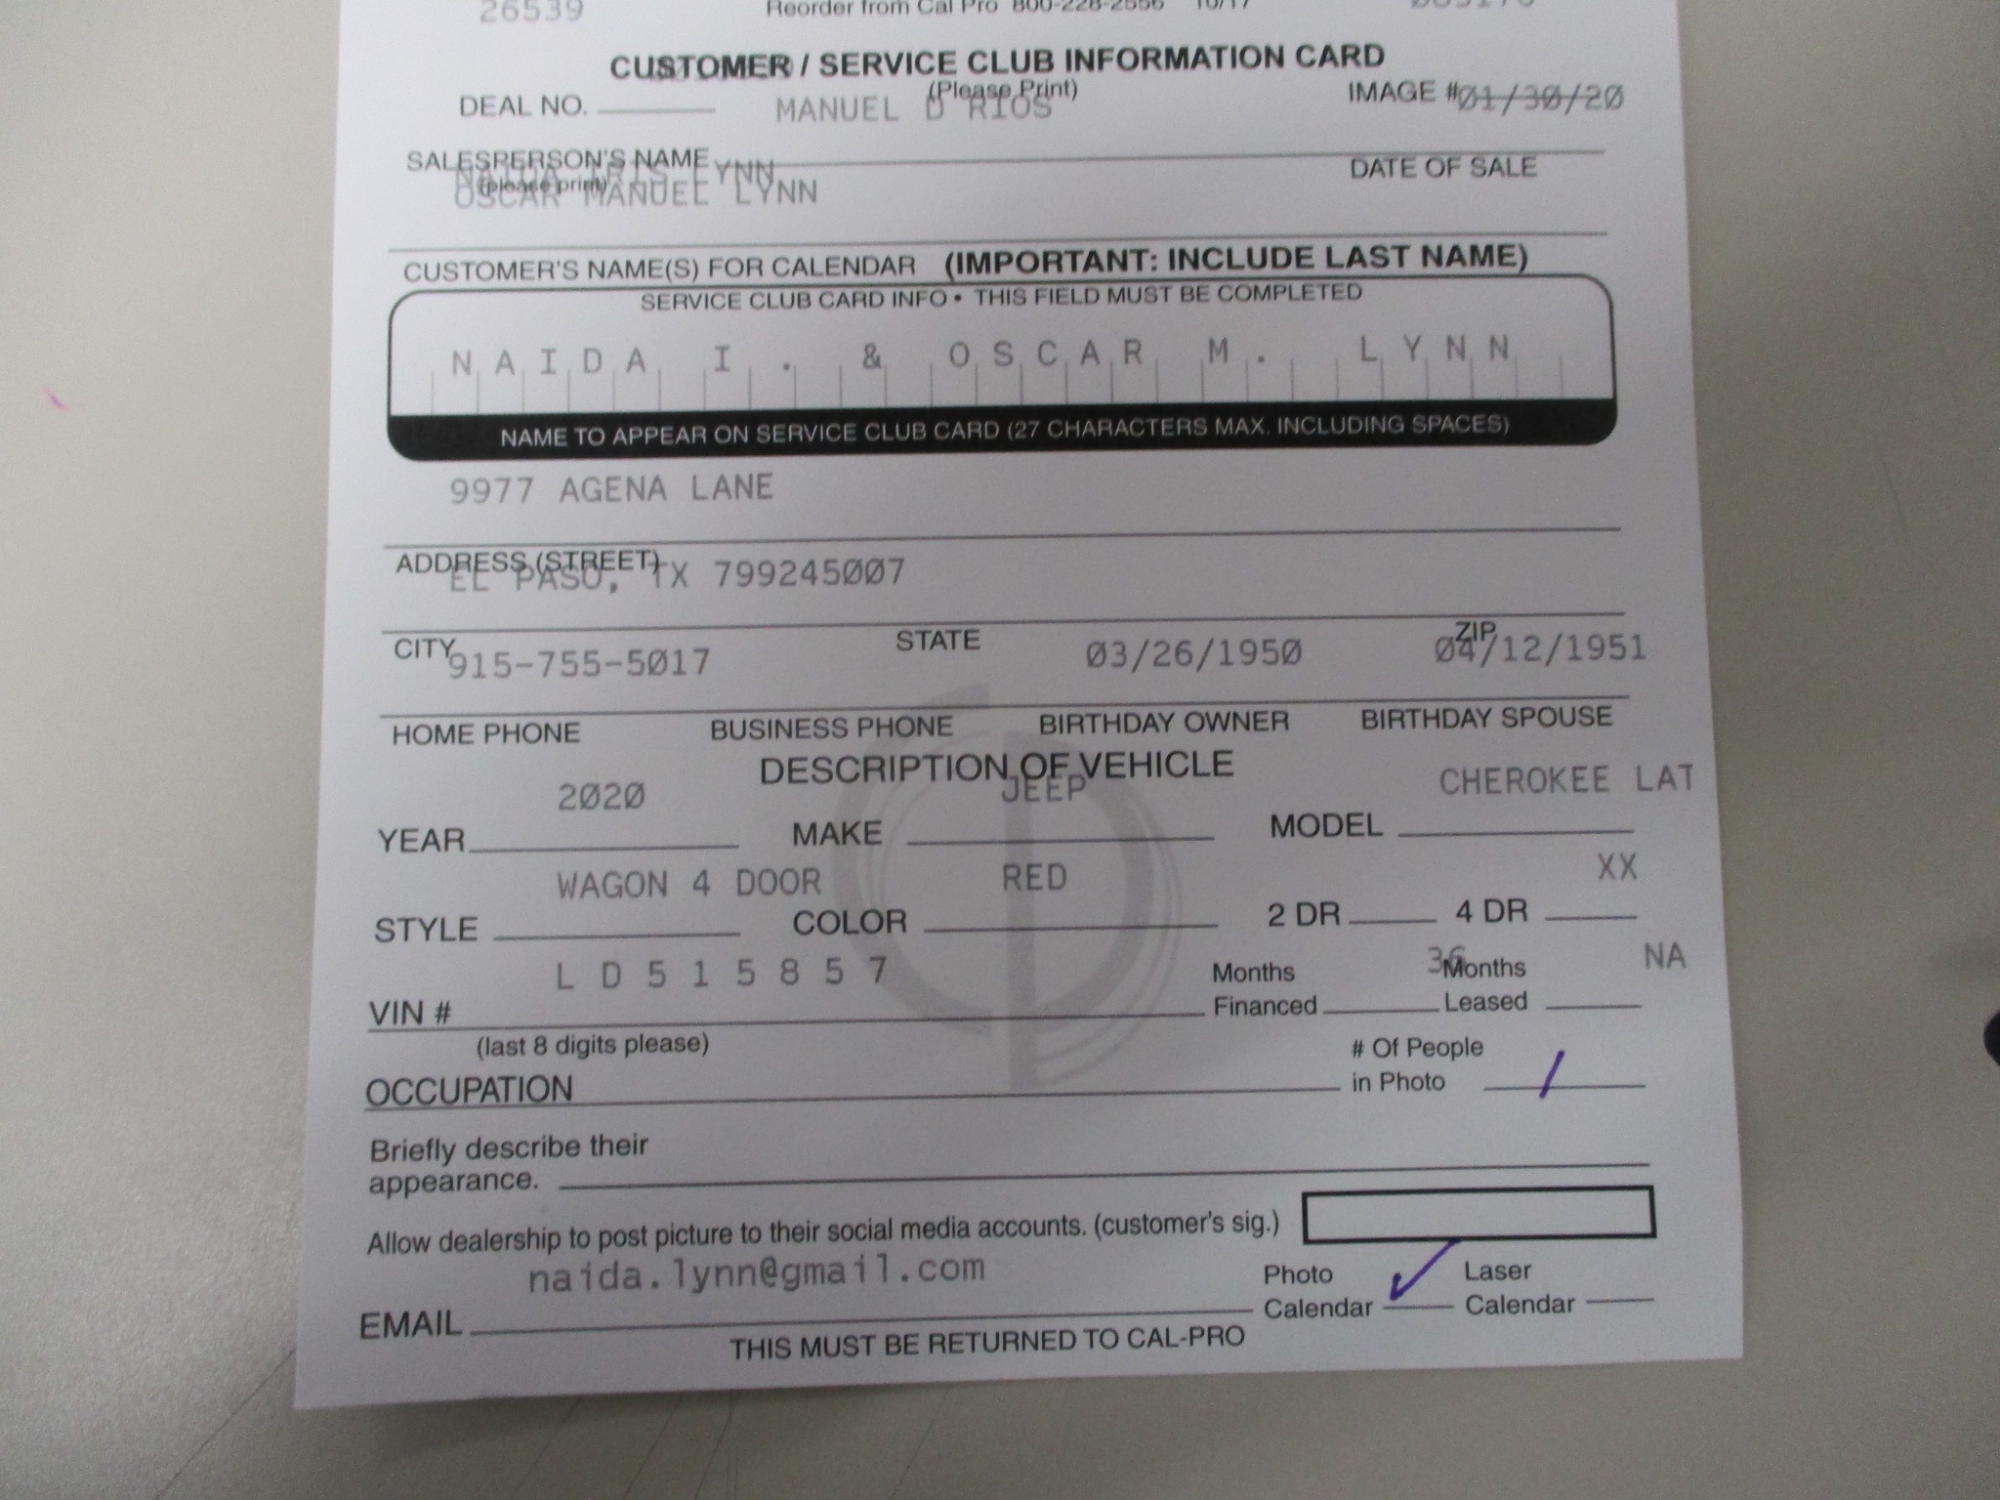 26539 Reorder from Cal Pro 800-228-2556 10/17
CUSTOMER / SERVICE CLUB INFORMATION CARD
(Please Print)
DEAL NO. MANUEL D RIOS IMAGE # 01/30/20
SALESPERSON'S NAME LYNN DATE OF SALE
(please print)
OSCAR MANUEL LYNN
CUSTOMER'S NAME(S) FOR CALENDAR (IMPORTANT: INCLUDE LAST NAME)
SERVICE CLUB CARD INFO • THIS FIELD MUST BE COMPLETED
NAIDA I. & OSCAR M. LYNN
NAME TO APPEAR ON SERVICE CLUB CARD (27 CHARACTERS MAX. INCLUDING SPACES)
9977 AGENA LANE
ADDRESS (STREET)
EL PASO, TX 799245007
CITY STATE ZIP
915-755-5017 03/26/1950 04/12/1951
HOME PHONE BUSINESS PHONE BIRTHDAY OWNER BIRTHDAY SPOUSE
DESCRIPTION OF VEHICLE
2020 JEEP CHEROKEE LAT
YEAR MAKE MODEL
WAGON 4 DOOR RED XX
STYLE COLOR 2 DR 4 DR
LD515857 36 NA
VIN # Months Financed Months Leased
(last 8 digits please)
OCCUPATION # Of People in Photo /
Briefly describe their
appearance.
Allow dealership to post picture to their social media accounts. (customer's sig.)
naida.lynn@gmail.com
EMAIL Photo Calendar ✓ Laser Calendar
THIS MUST BE RETURNED TO CAL-PRO